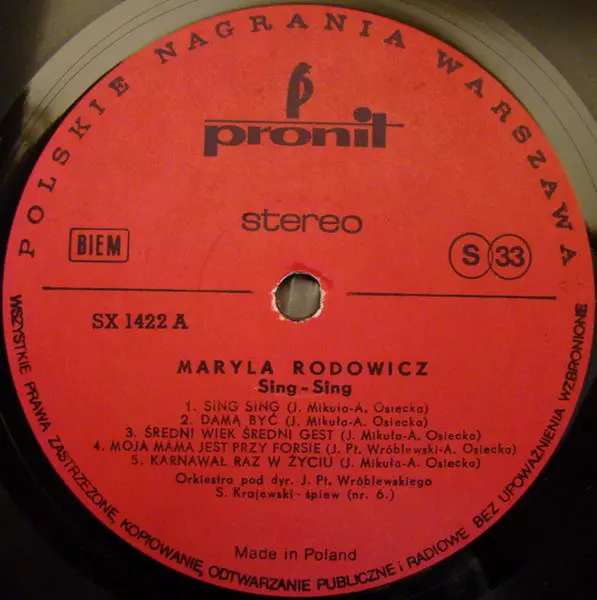 POLSKIE NAGRANIA WARSZAWA
pronit
stereo
BIEM
S 33
SX 1422 A
MARYLA RODOWICZ
Sing-Sing
1. SING SING (J. Mikuła-A. Osiecka)
2. DAMĄ BYĆ (J. Mikuła-A. Osiecka)
3. ŚREDNI WIEK ŚREDNI GEST (J. Mikuła-A. Osiecka)
4. MOJA MAMA JEST PRZY FORSIE (J. Pt. Wróblewski-A. Osiecka)
5. KARNAWAŁ RAZ W ŻYCIU (J. Mikuła-A. Osiecka)
Orkiestra pod dyr. J. Pt. Wróblewskiego
S. Krajewski-śpiew (nr. 6.)
Made in Poland
WSZYSTKIE PRAWA ZASTRZEŻONE, KOPIOWANIE, ODTWARZANIE PUBLICZNE i RADIOWE BEZ UPOWAŻNIENIA WZBRONIONE